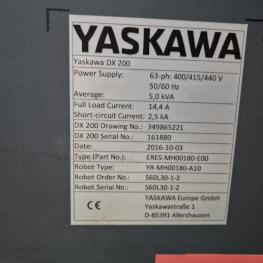 YASKAWA
Yaskawa DX 200
Power Supply: 63-ph: 400/415/440 V
50/60 Hz
Average: 5,0 kVA
Full Load Current: 14,4 A
Short-circuit Current: 2,5 kA
DX 200 Drawing No.: 349865221
DX 200 Serial No.: 161880
Date: 2016-10-03
Type (Part No.): ERES-MH00180-E00
Robot Type: YR-MH00180-A10
Robot Order No.: S60L30-1-2
Robot Serial No.: S60L30-1-2
CE YASKAWA Europe GmbH
Yaskawastraße 1
D-85391 Allershausen